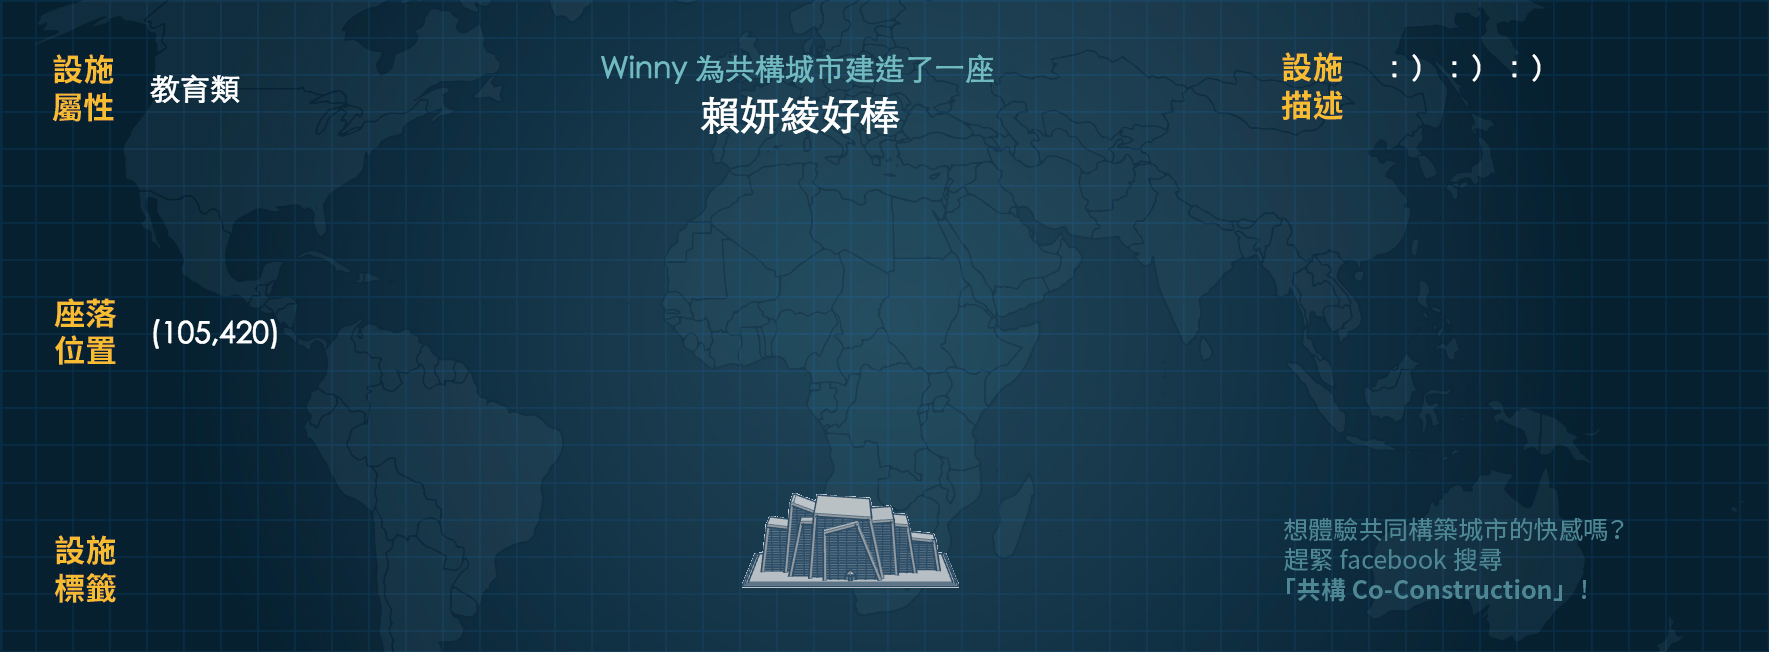 設施
屬性
教育類
Winny 為共構城市建造了一座
賴妍綾好棒
設施
描述
：）：）：）
座落
位置
(105,420)
設施
標籤
想體驗共同構築城市的快感嗎？
趕緊 facebook 搜尋
「共構 Co-Construction」！